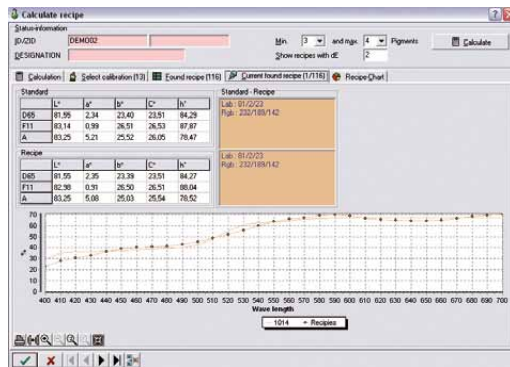 Calculate recipe
Status-information
ID/ZID DEMO02
Min. 3 and max. 4 Pigments Calculate
DESIGNATION Show recipes with dE 2
Calculation Select calibration (13) Found recipe (116) Current found recipe (1/116) Recipe-Chart
Standard
L* a* b* C* h*
D65 81,55 2,34 23,40 23,51 84,29
F11 83,14 0,99 26,51 26,53 87,87
A 83,25 5,21 25,52 26,05 78,47
Standard - Recipe
Lab : 81/2/23
Rgb : 232/189/142
Recipe
L* a* b* C* h*
D65 81,55 2,35 23,39 23,51 84,27
F11 82,98 0,91 26,50 26,51 88,04
A 83,25 5,08 25,03 25,54 78,52
Lab : 81/2/23
Rgb : 232/189/142
%
70
60
50
40
30
20
10
0
400 410 420 430 440 450 460 470 480 490 500 510 520 530 540 550 560 570 580 590 600 610 620 630 640 650 660 670 680 690 700
Wave length
1014 Recipies